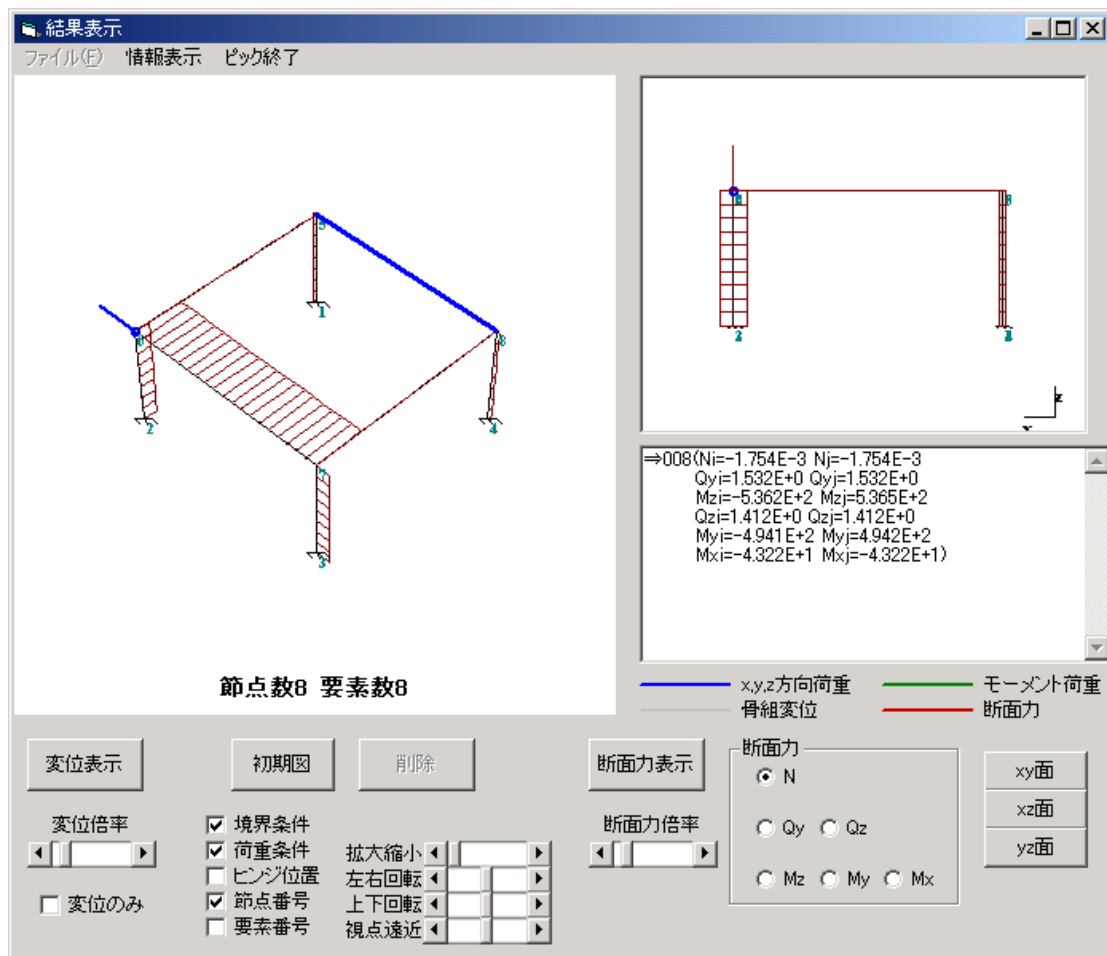 結果表示
ファイル(F) 情報表示 ピック終了
5
1
6
8
2
4
7
3
節点数8 要素数8
2
z
⇒008(Ni=-1.754E-3 Nj=-1.754E-3
Qyi=1.532E+0 Qyj=1.532E+0
Mzi=-5.362E+2 Mzj=5.365E+2
Qzi=1.412E+0 Qzj=1.412E+0
Myi=-4.941E+2 Myj=4.942E+2
Mxi=-4.322E+1 Mxj=-4.322E+1)
x,y,z方向荷重 モーメント荷重
骨組変位 断面力
変位表示 初期図 削除 断面力表示
断面力
N
Qy Qz
Mz My Mx
xy面
xz面
yz面
変位倍率
変位のみ
境界条件
荷重条件
ヒンジ位置
節点番号
要素番号
拡大縮小
左右回転
上下回転
視点遠近
断面力倍率